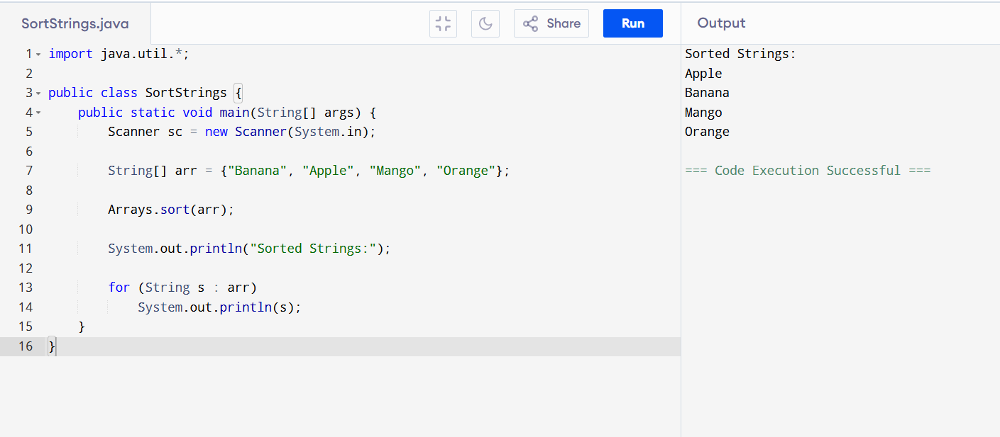 SortStrings.java
Share
Run
Output
1 import java.util.*;
2
3 public class SortStrings {
4     public static void main(String[] args) {
5         Scanner sc = new Scanner(System.in);
6
7         String[] arr = {"Banana", "Apple", "Mango", "Orange"};
8
9         Arrays.sort(arr);
10
11         System.out.println("Sorted Strings:");
12
13         for (String s : arr)
14             System.out.println(s);
15     }
16 }
Sorted Strings:
Apple
Banana
Mango
Orange
=== Code Execution Successful ===